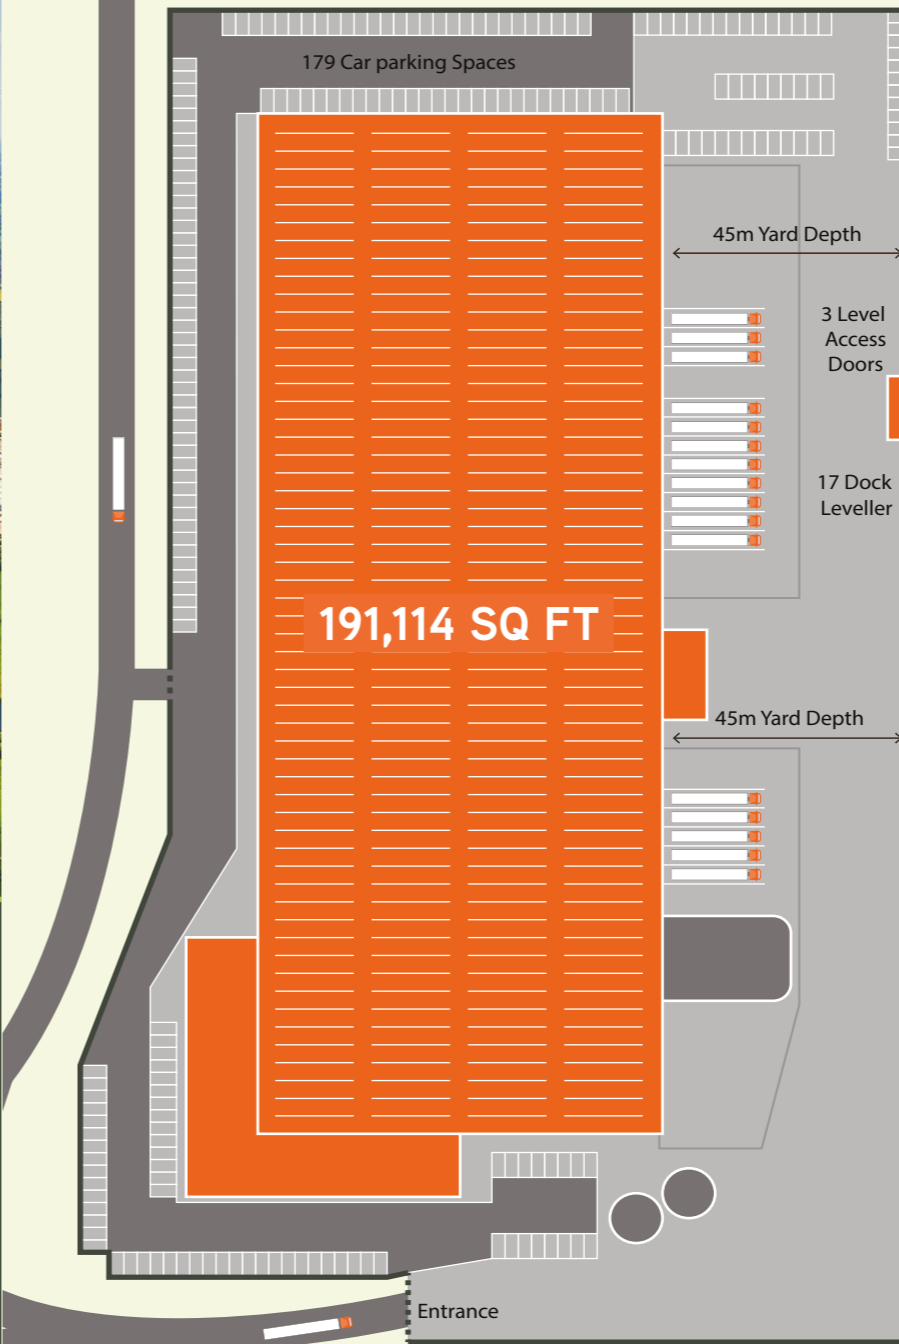 179 Car parking Spaces
45m Yard Depth
3 Level
Access
Doors
17 Dock
Leveller
191,114 SQ FT
45m Yard Depth
Entrance